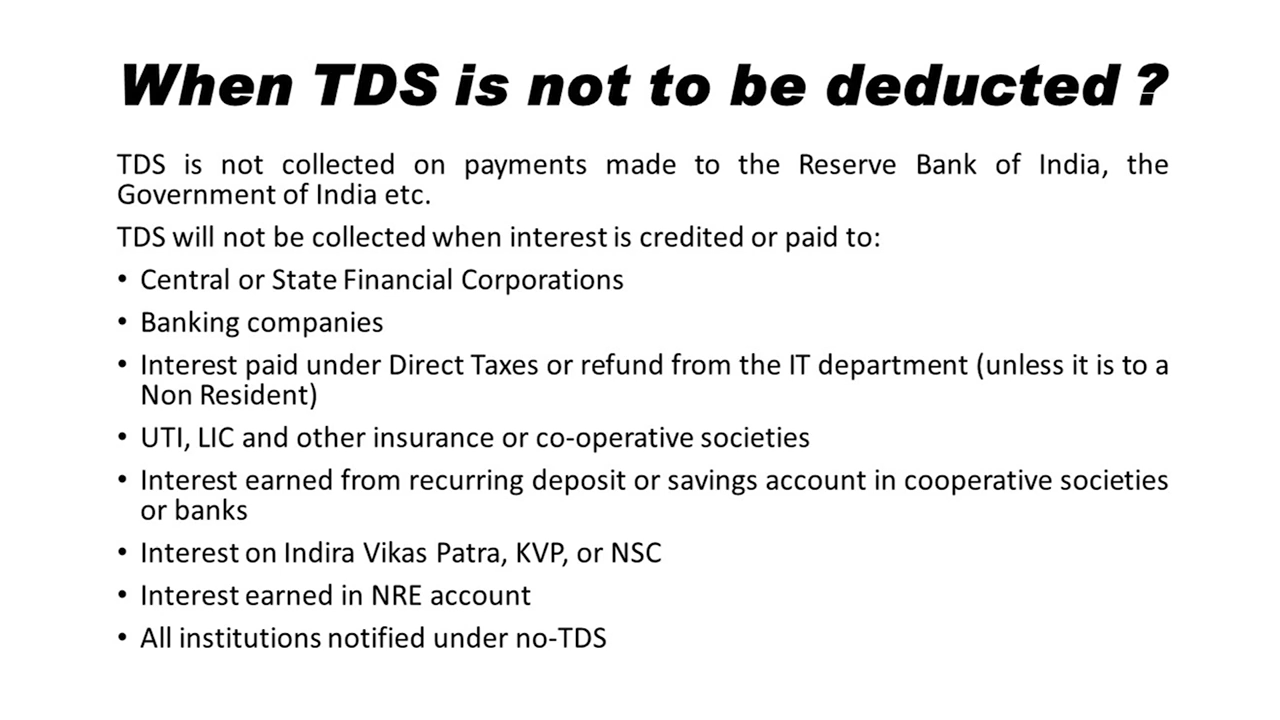 When TDS is not to be deducted ?
TDS is not collected on payments made to the Reserve Bank of India, the
Government of India etc.
TDS will not be collected when interest is credited or paid to:
• Central or State Financial Corporations
• Banking companies
• Interest paid under Direct Taxes or refund from the IT department (unless it is to a
Non Resident)
• UTI, LIC and other insurance or co-operative societies
• Interest earned from recurring deposit or savings account in cooperative societies
or banks
• Interest on Indira Vikas Patra, KVP, or NSC
• Interest earned in NRE account
• All institutions notified under no-TDS